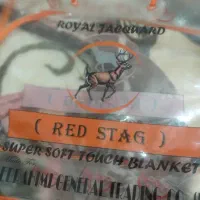 ROYAL JACQUARD
( RED STAG )
SUPER SOFT TOUCH BLANKET
GENERAL TRADING CO.